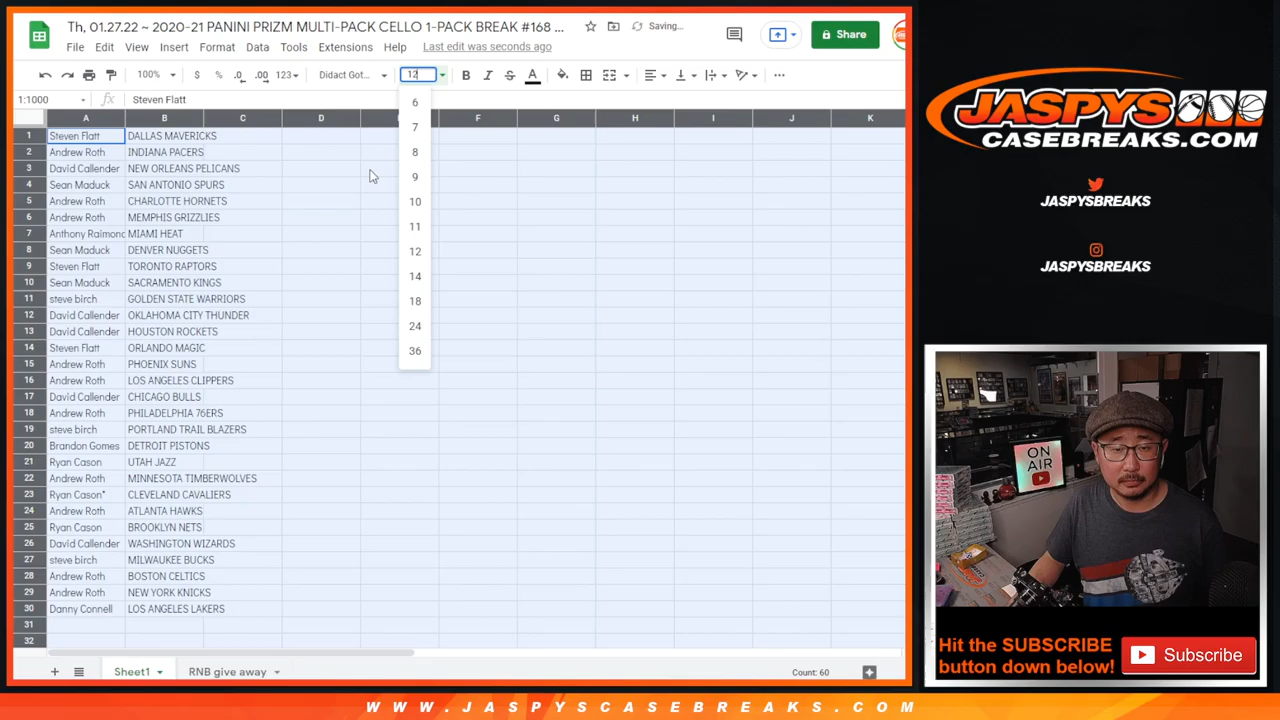 Th, 01.27.22 ~ 2020-21 PANINI PRIZM MULTI-PACK CELLO 1-PACK BREAK #168 ...
Saving...
Share
File Edit View Insert Format Data Tools Extensions Help Last edit was seconds ago
100% $ % .0 .00 123 Didact Got... 12 B I S A
1:1000 fx Steven Flatt
A B C D F G H I J K
1 Steven Flatt DALLAS MAVERICKS
2 Andrew Roth INDIANA PACERS
3 David Callender NEW ORLEANS PELICANS
4 Sean Maduck SAN ANTONIO SPURS
5 Andrew Roth CHARLOTTE HORNETS
6 Andrew Roth MEMPHIS GRIZZLIES
7 Anthony Raimond MIAMI HEAT
8 Sean Maduck DENVER NUGGETS
9 Steven Flatt TORONTO RAPTORS
10 Sean Maduck SACRAMENTO KINGS
11 steve birch GOLDEN STATE WARRIORS
12 David Callender OKLAHOMA CITY THUNDER
13 David Callender HOUSTON ROCKETS
14 Steven Flatt ORLANDO MAGIC
15 Andrew Roth PHOENIX SUNS
16 Andrew Roth LOS ANGELES CLIPPERS
17 David Callender CHICAGO BULLS
18 Andrew Roth PHILADELPHIA 76ERS
19 steve birch PORTLAND TRAIL BLAZERS
20 Brandon Gomes DETROIT PISTONS
21 Ryan Cason UTAH JAZZ
22 Andrew Roth MINNESOTA TIMBERWOLVES
23 Ryan Cason* CLEVELAND CAVALIERS
24 Andrew Roth ATLANTA HAWKS
25 Ryan Cason BROOKLYN NETS
26 David Callender WASHINGTON WIZARDS
27 steve birch MILWAUKEE BUCKS
28 Andrew Roth BOSTON CELTICS
29 Andrew Roth NEW YORK KNICKS
30 Danny Connell LOS ANGELES LAKERS
31
32
6
7
8
9
10
11
12
14
18
24
36
Sheet1 RNB give away Count: 60
JASPYS
CASEBREAKS.COM
JASPYSBREAKS
JASPYSBREAKS
ON
AIR
Hit the SUBSCRIBE
button down below!
Subscribe
WWW.JASPYSCASEBREAKS.COM